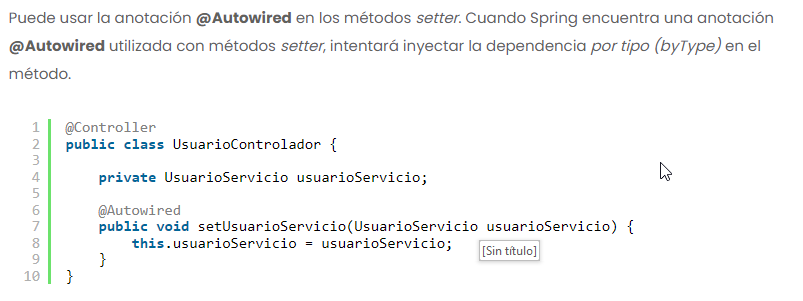 Puede usar la anotación @Autowired en los métodos setter. Cuando Spring encuentra una anotación
@Autowired utilizada con métodos setter, intentará inyectar la dependencia por tipo (byType) en el
método.
1 @Controller
2 public class UsuarioControlador {
3
4     private UsuarioServicio usuarioServicio;
5
6     @Autowired
7     public void setUsuarioServicio(UsuarioServicio usuarioServicio) {
8         this.usuarioServicio = usuarioServicio;
[Sin título]
9     }
10 }